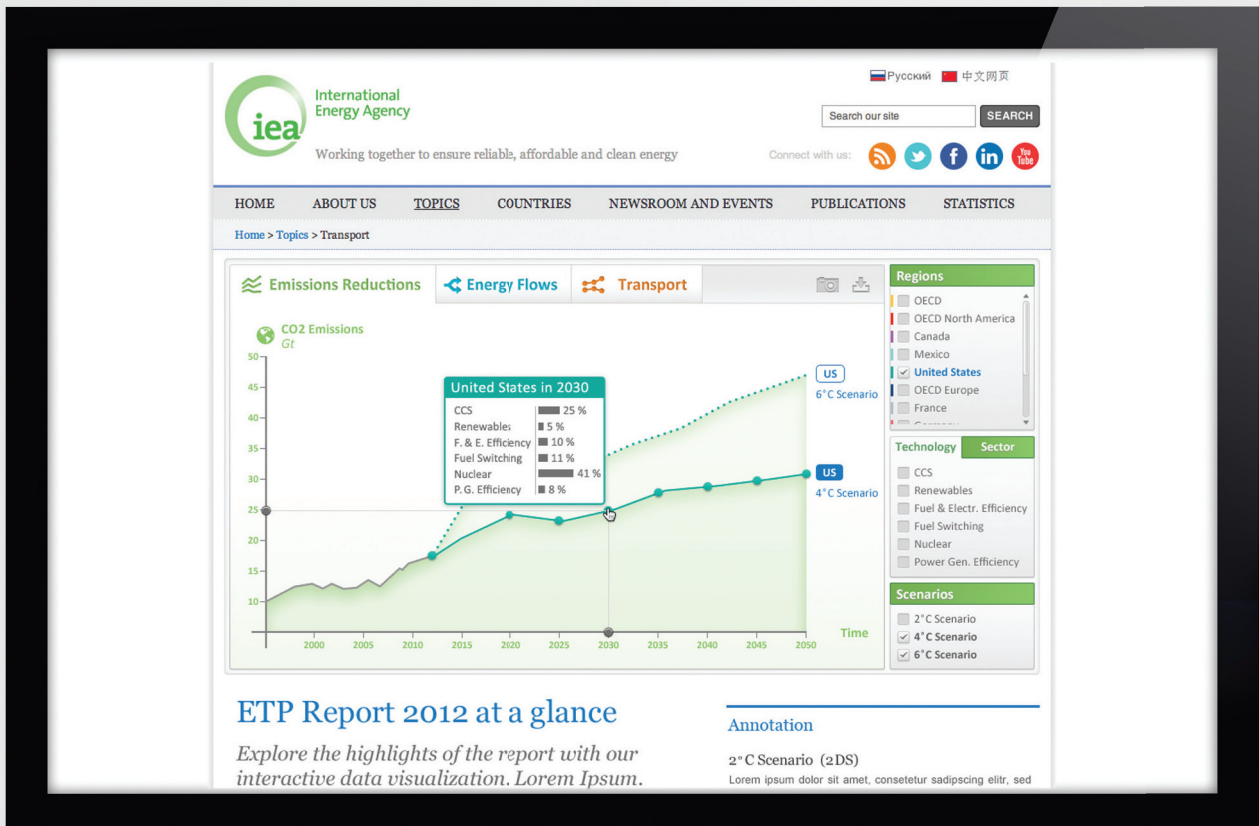 Русский 中文网页
iea
International
Energy Agency
Working together to ensure reliable, affordable and clean energy
Search our site SEARCH
Connect with us: f in You Tube
HOME ABOUT US TOPICS COUNTRIES NEWSROOM AND EVENTS PUBLICATIONS STATISTICS
Home > Topics > Transport
Emissions Reductions Energy Flows Transport
CO2 Emissions
Gt
50
45
40
35
30
25
20
15
10
2000 2005 2010 2015 2020 2025 2030 2035 2040 2045 2050
Time
United States in 2030
CCS 25 %
Renewables 5 %
F. & E. Efficiency 10 %
Fuel Switching 11 %
Nuclear 41 %
P. G. Efficiency 8 %
US
6°C Scenario
US
4°C Scenario
Regions
OECD
OECD North America
Canada
Mexico
United States
OECD Europe
France
Technology Sector
CCS
Renewables
Fuel & Electr. Efficiency
Fuel Switching
Nuclear
Power Gen. Efficiency
Scenarios
2°C Scenario
4°C Scenario
6°C Scenario
ETP Report 2012 at a glance
Explore the highlights of the report with our
interactive data visualization. Lorem Ipsum.
Annotation
2°C Scenario (2DS)
Lorem ipsum dolor sit amet, consetetur sadipscing elitr, sed